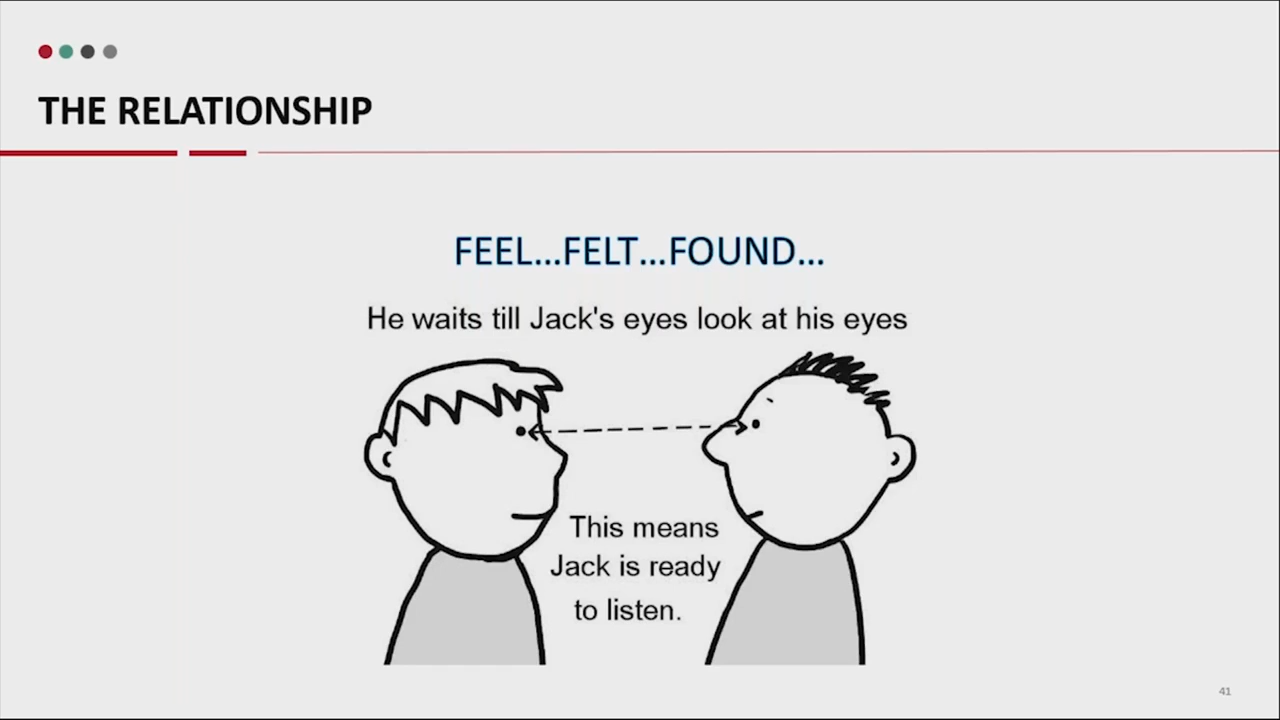 THE RELATIONSHIP
FEEL...FELT...FOUND...
He waits till Jack's eyes look at his eyes
This means
Jack is ready
to listen.
41